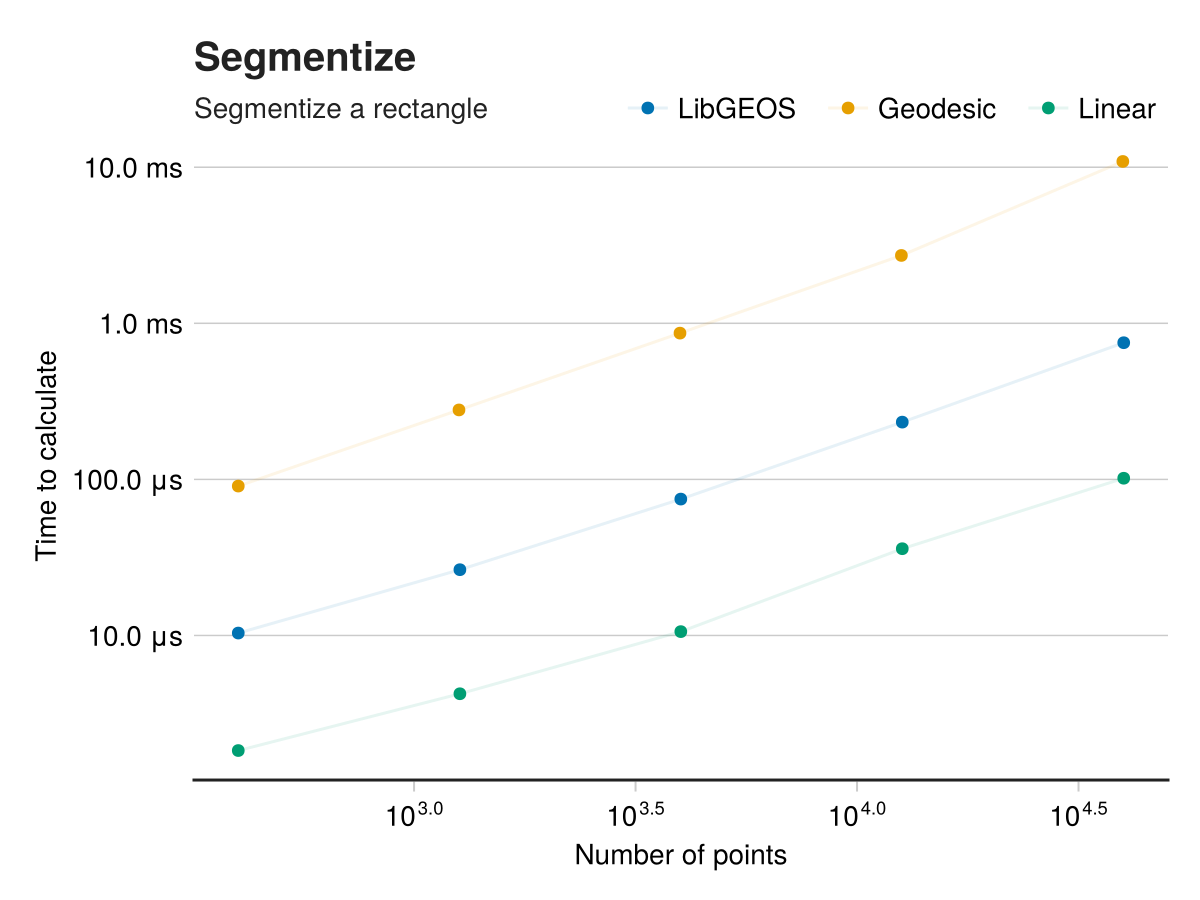 Segmentize
Segmentize a rectangle
LibGEOS
Geodesic
Linear
10.0 ms
1.0 ms
100.0 µs
10.0 µs
Time to calculate
10^3.0
10^3.5
10^4.0
10^4.5
Number of points